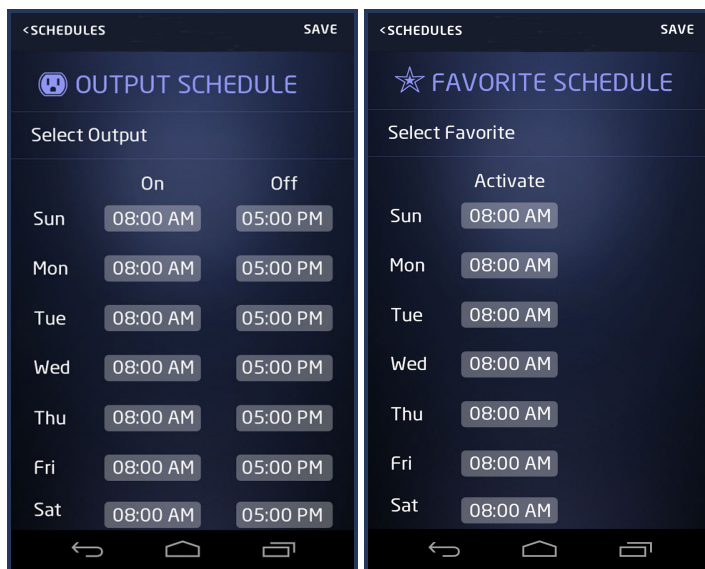 <SCHEDULES SAVE
OUTPUT SCHEDULE
Select Output
On Off
Sun 08:00 AM 05:00 PM
Mon 08:00 AM 05:00 PM
Tue 08:00 AM 05:00 PM
Wed 08:00 AM 05:00 PM
Thu 08:00 AM 05:00 PM
Fri 08:00 AM 05:00 PM
Sat 08:00 AM 05:00 PM
<SCHEDULES SAVE
FAVORITE SCHEDULE
Select Favorite
Activate
Sun 08:00 AM
Mon 08:00 AM
Tue 08:00 AM
Wed 08:00 AM
Thu 08:00 AM
Fri 08:00 AM
Sat 08:00 AM